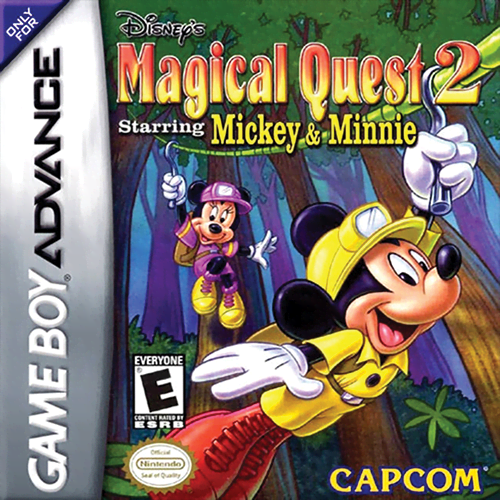 ONLY
FOR
GAME BOY ADVANCE
Disney's
Magical Quest 2
Starring Mickey & Minnie
EVERYONE
E
CONTENT RATED BY
ESRB
Official
Nintendo
Seal of Quality
CAPCOM